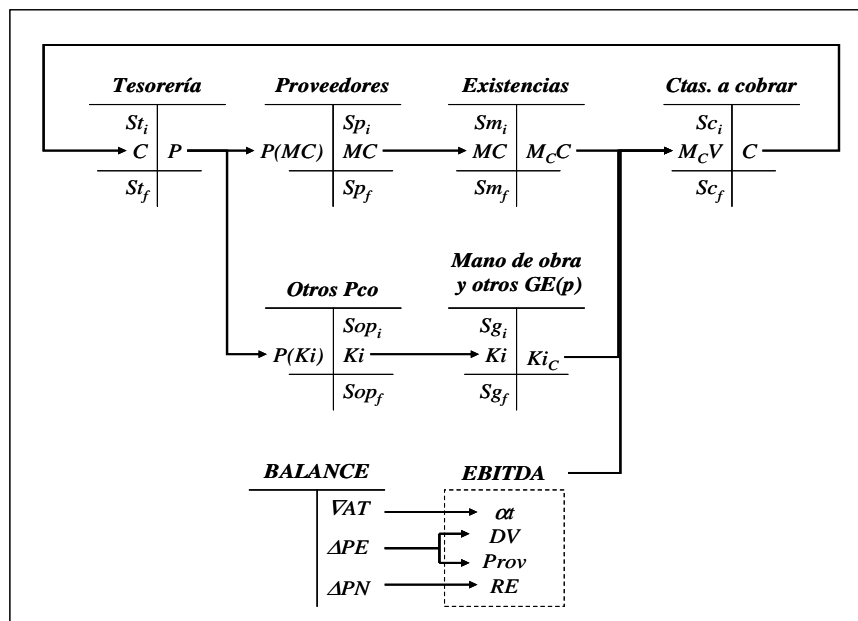 Tesorería Proveedores Existencias Ctas. a cobrar
St_i Sp_i Sm_i Sc_i
C P P(MC) MC MC M_CC M_CV C
St_f Sp_f Sm_f Sc_f
Mano de obra
y otros GE(p)
Otros Pco
Sop_i Sg_i
P(Ki) Ki Ki Ki_C
Sop_f Sg_f
BALANCE EBITDA
∇AT αt
DV
ΔPE
Prov
ΔPN RE